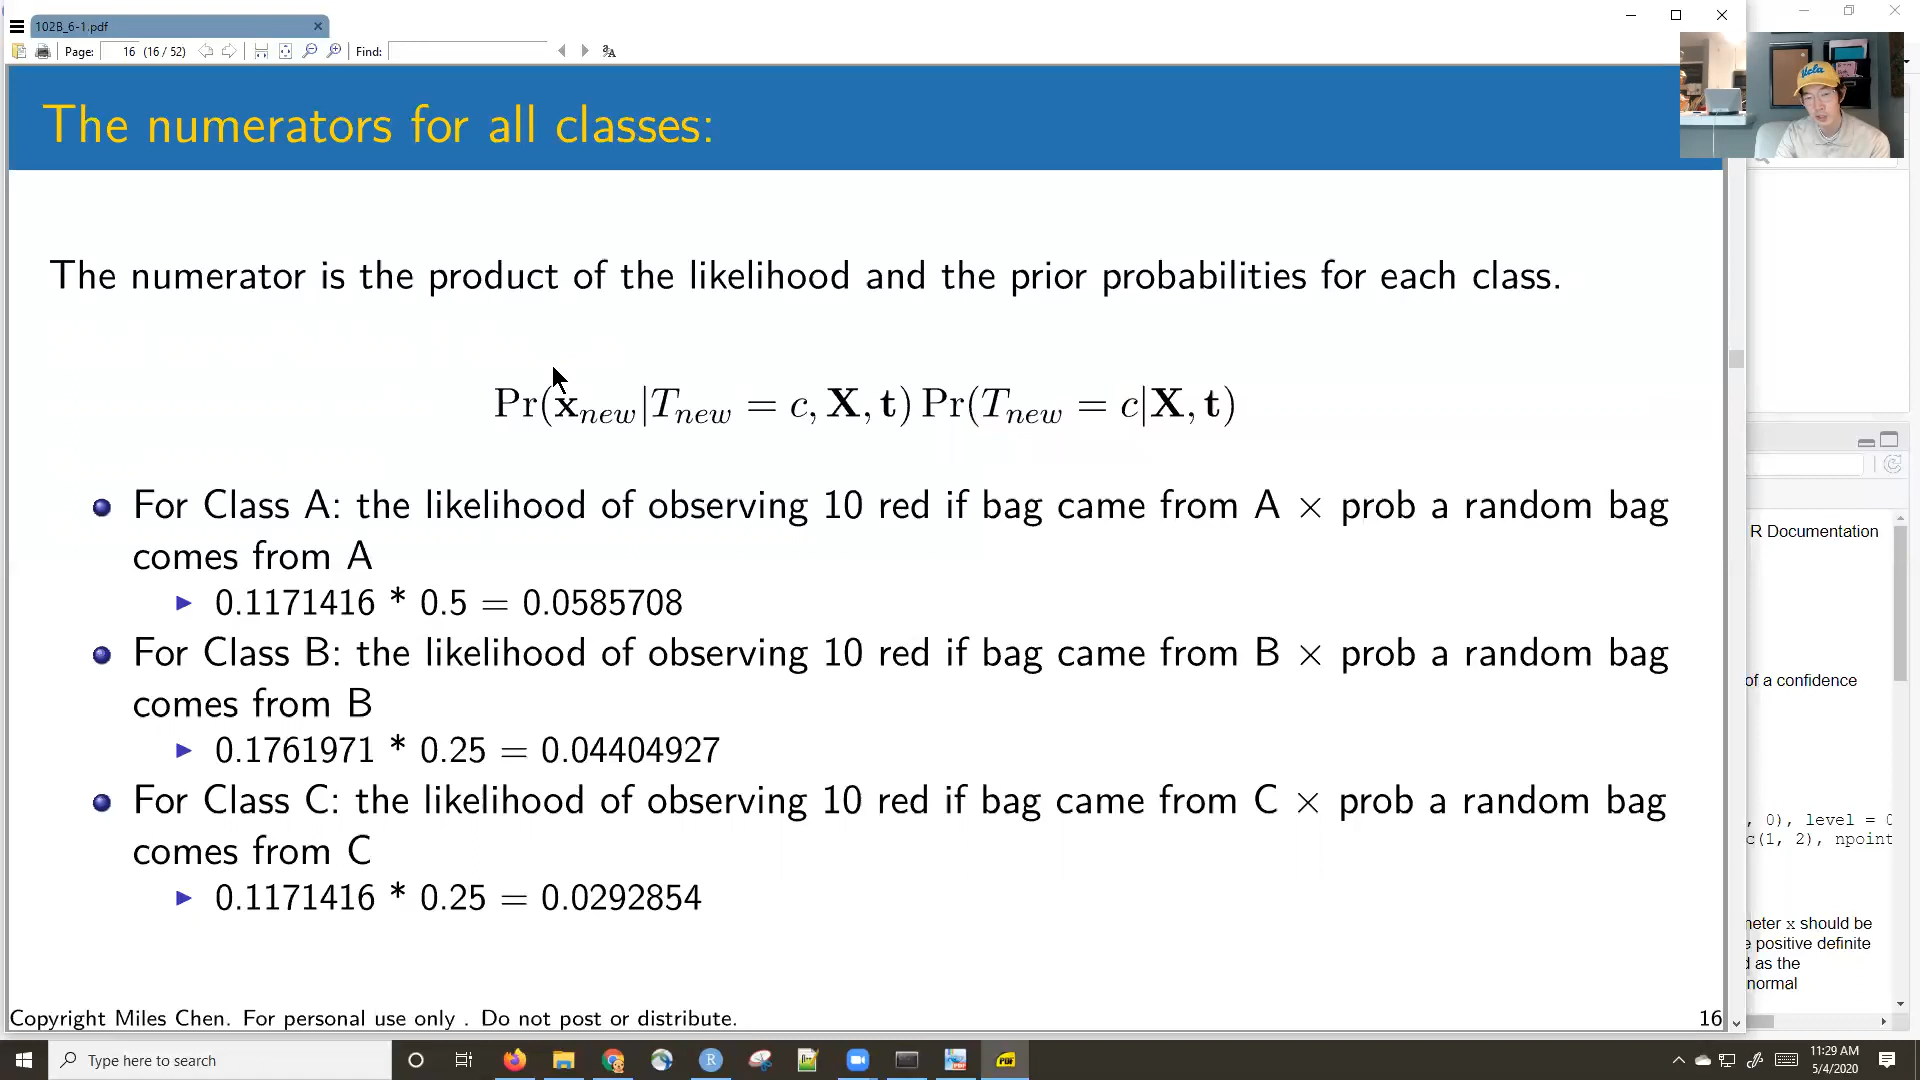 102B_6-1.pdf
Page: 16 (16 / 52) Find:
The numerators for all classes:
The numerator is the product of the likelihood and the prior probabilities for each class.
Pr(𝐱_new|T_new = c, 𝐗, 𝐭) Pr(T_new = c|𝐗, 𝐭)
For Class A: the likelihood of observing 10 red if bag came from A × prob a random bag
comes from A
0.1171416 * 0.5 = 0.0585708
For Class B: the likelihood of observing 10 red if bag came from B × prob a random bag
comes from B
0.1761971 * 0.25 = 0.04404927
For Class C: the likelihood of observing 10 red if bag came from C × prob a random bag
comes from C
0.1171416 * 0.25 = 0.0292854
Copyright Miles Chen. For personal use only . Do not post or distribute.
16
R Documentation
of a confidence
, 0), level = 0
c(1, 2), npoint
neter x should be
positive definite
d as the
normal
Type here to search
11:29 AM
5/4/2020